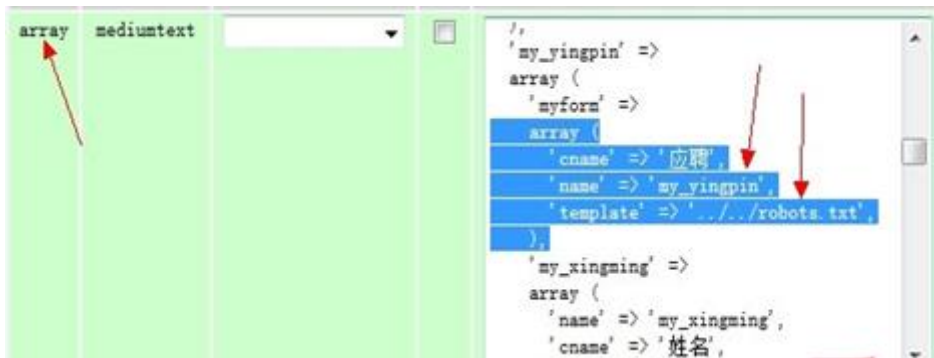 array mediumtext
),
'my_yingpin' =>
array (
'myform' =>
array (
'cname' => '应聘',
'name' => 'my_yingpin',
'template' => '../../robots.txt',
),
'my_xingming' =>
array (
'name' => 'my_xingming',
'cname' => '姓名',